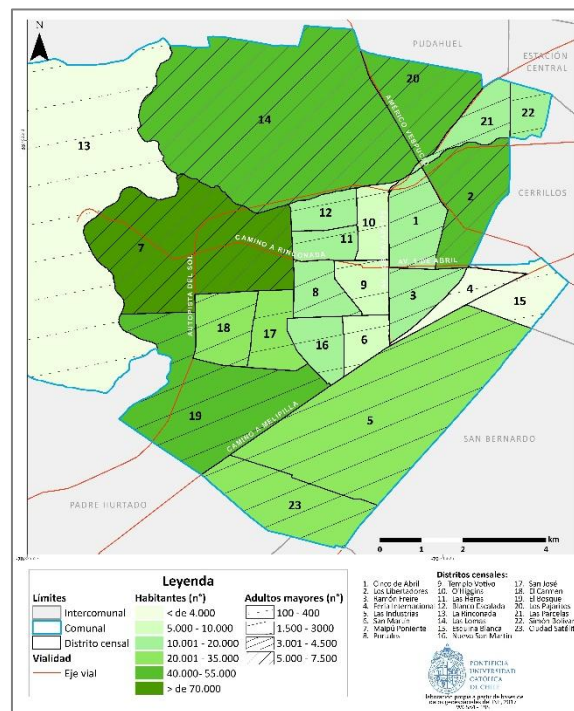 N
PUDAHUEL
ESTACIÓN
CENTRAL
20
14
21
22
13
AMÉRICO VESPUCIO
2
CERRILLOS
12
10
1
11
7
CAMINO A RINCONADA
AV. 5 DE ABRIL
AUTOPISTA DEL SOL
8
9
3
4
15
18
17
16
6
19
5
CAMINO A MELIPILLA
SAN BERNARDO
23
PADRE HURTADO
0 1 2 4
km
Leyenda
Límites
Intercomunal
Comunal
Distrito censal
Vialidad
Eje vial
Habitantes (n°)
< de 4.000
5.000 - 10.000
10.001 - 20.000
20.001 - 35.000
40.000- 55.000
> de 70.000
Adultos mayores (n°)
100 - 400
1.500 - 3000
3.001 - 4.500
5.000 - 7.500
Distritos censales:
1. Cinco de Abril
2. Los Libertadores
3. Ramón Freire
4. Feria Internacional
5. Las Industrias
6. San Martín
7. Maipú Poniente
8. Portales
9. Templo Votivo
10. O'Higgins
11. Las Heras
12. Blanco Encalada
13. La Rinconada
14. Las Lomas
15. Esquina Blanca
16. Nuevo San Martín
17. San José
18. El Carmen
19. El Bosque
20. Los Pajaritos
21. Las Parcelas
22. Simón Bolívar
23. Ciudad Satélite
PONTIFICIA
UNIVERSIDAD
CATÓLICA
DE CHILE